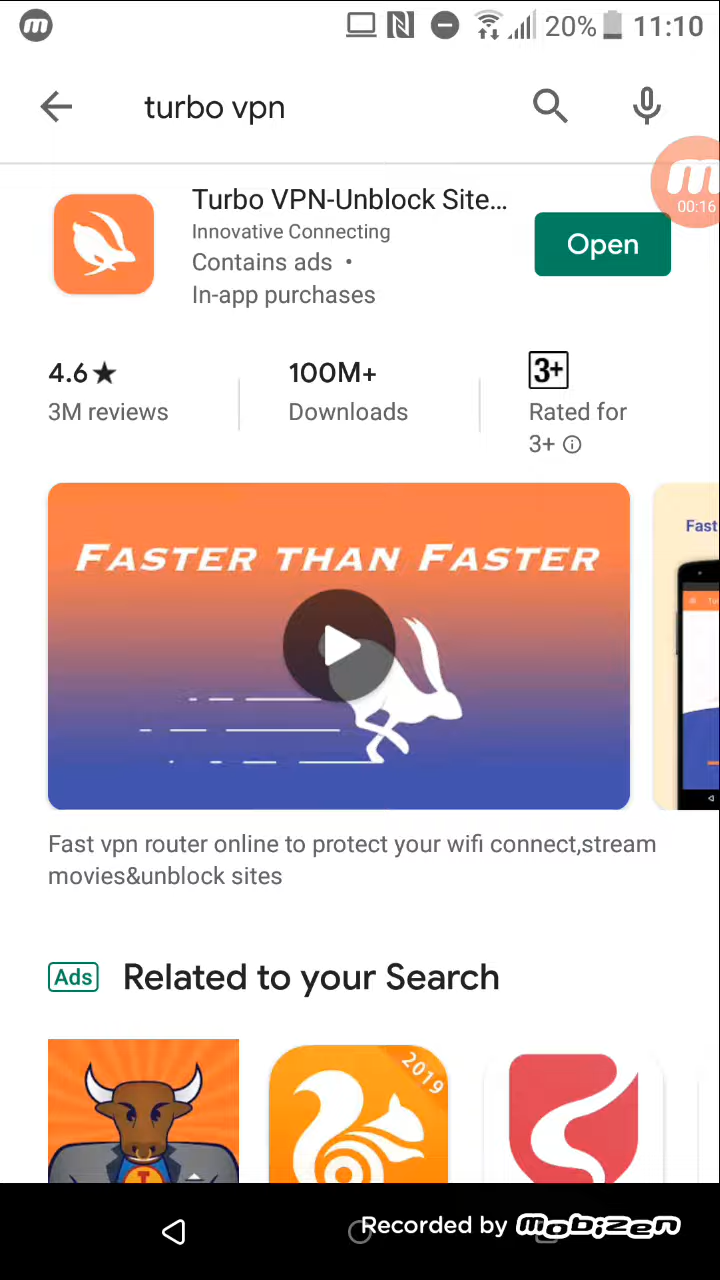 20% 11:10
turbo vpn
00:16
Turbo VPN-Unblock Site...
Innovative Connecting
Contains ads •
In-app purchases
Open
4.6★
3M reviews
100M+
Downloads
3+
Rated for
3+
FASTER THAN FASTER
Fast
Fast vpn router online to protect your wifi connect,stream
movies&unblock sites
Ads Related to your Search
2019
Recorded by mobizen